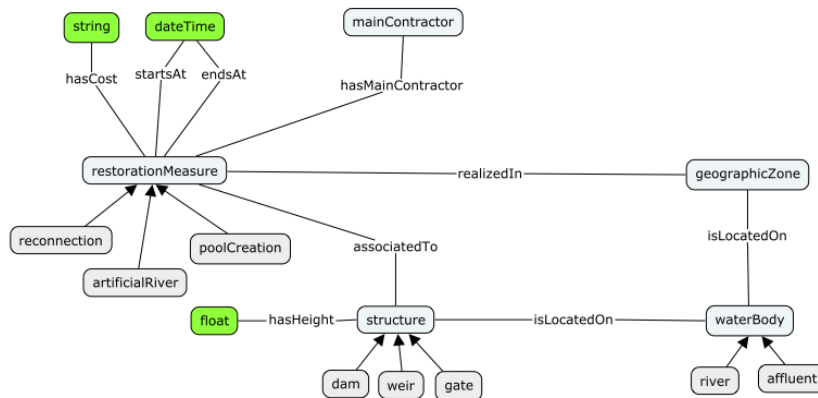 string
dateTime
mainContractor
hasCost
startsAt
endsAt
hasMainContractor
restorationMeasure
realizedIn
geographicZone
reconnection
artificialRiver
poolCreation
associatedTo
isLocatedOn
float
hasHeight
structure
isLocatedOn
waterBody
dam
weir
gate
river
affluent